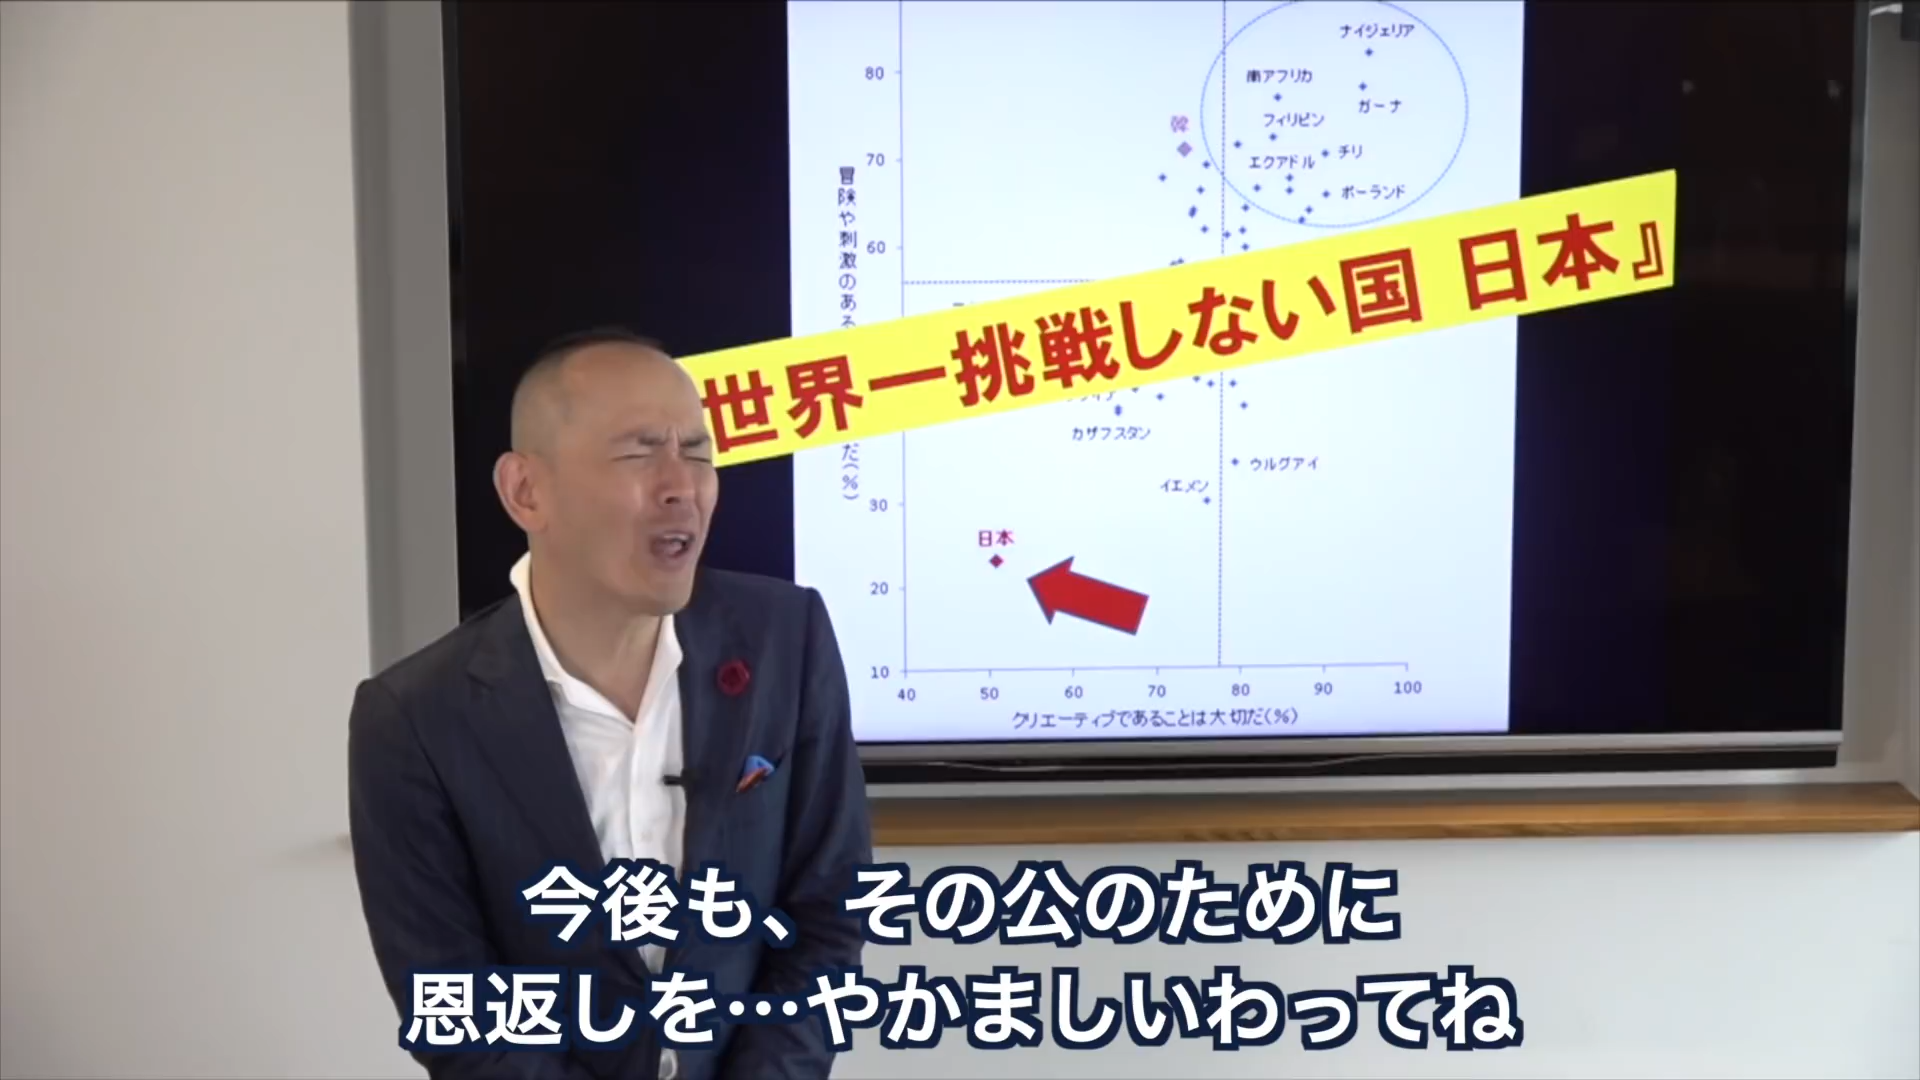 ナイジェリア
80
南アフリカ
ガーナ
フィリピン
韓
チリ
70
エクアドル
ポーランド
冒険や刺激のある
60
世界一挑戦しない国 日本』
カザフスタン
だ(%)
ウルグアイ
イエメン
30
日本
20
10
40 50 60 70 80 90 100
クリエーティブであることは大切だ(%)
今後も、その公のために
恩返しを…やかましいわってね